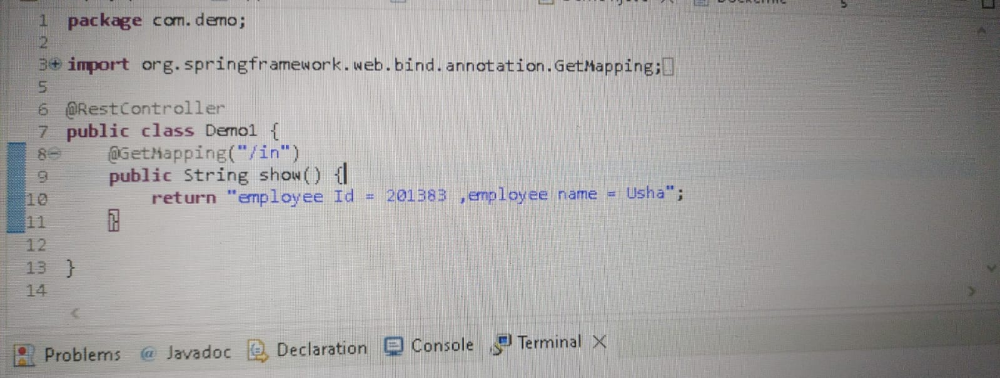 1 package com.demo;
2
3 import org.springframework.web.bind.annotation.GetMapping;
5
6 @RestController
7 public class Demo1 {
8 @GetMapping("/in")
9 public String show() {
10 return "employee Id = 201383 ,employee name = Usha";
11 }
12
13 }
14
Problems Javadoc Declaration Console Terminal